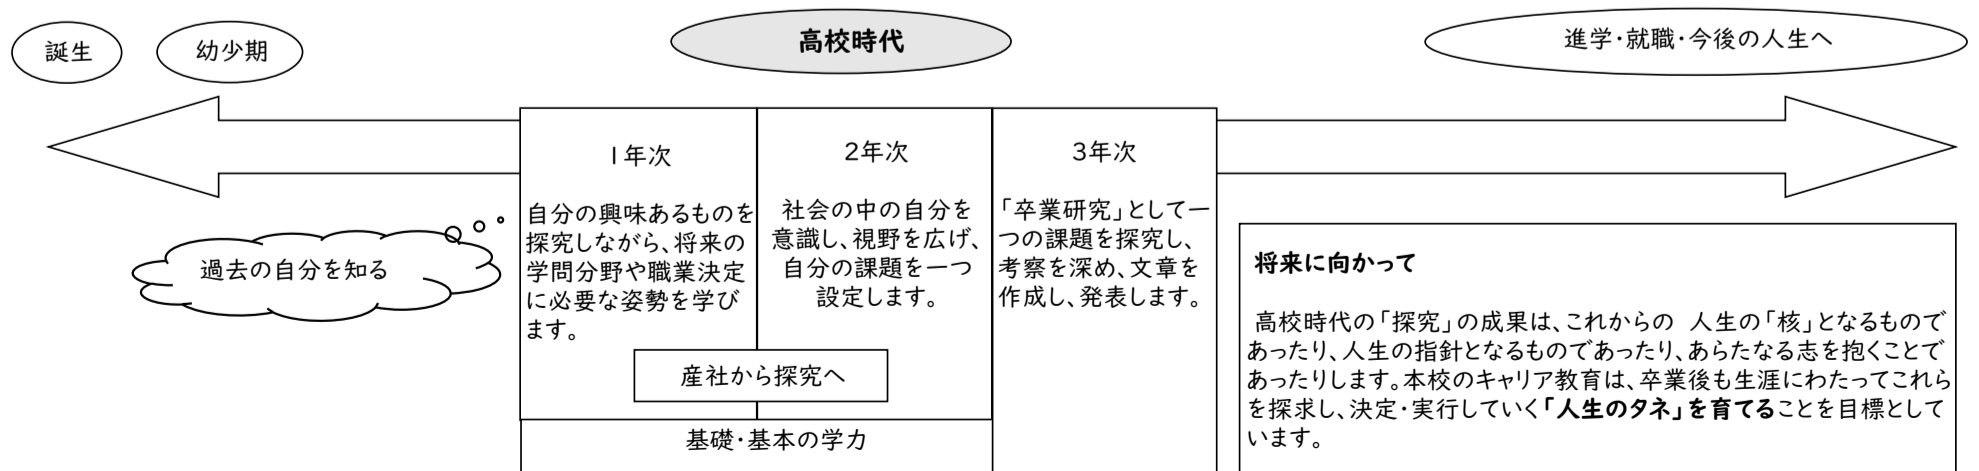 誕生
幼少期
高校時代
進学・就職・今後の人生へ
1年次
2年次
3年次
自分の興味あるものを
探究しながら、将来の
学問分野や職業決定
に必要な姿勢を学び
ます。
社会の中の自分を
意識し、視野を広げ、
自分の課題を一つ
設定します。
「卒業研究」として一
つの課題を探究し、
考察を深め、文章を
作成し、発表します。
過去の自分を知る
産社から探究へ
基礎・基本の学力
将来に向かって
高校時代の「探究」の成果は、これからの 人生の「核」となるもので
あったり、人生の指針となるものであったり、あらたなる志を抱くことで
あったりします。本校のキャリア教育は、卒業後も生涯にわたってこれら
を探求し、決定・実行していく「人生のタネ」を育てることを目標として
います。